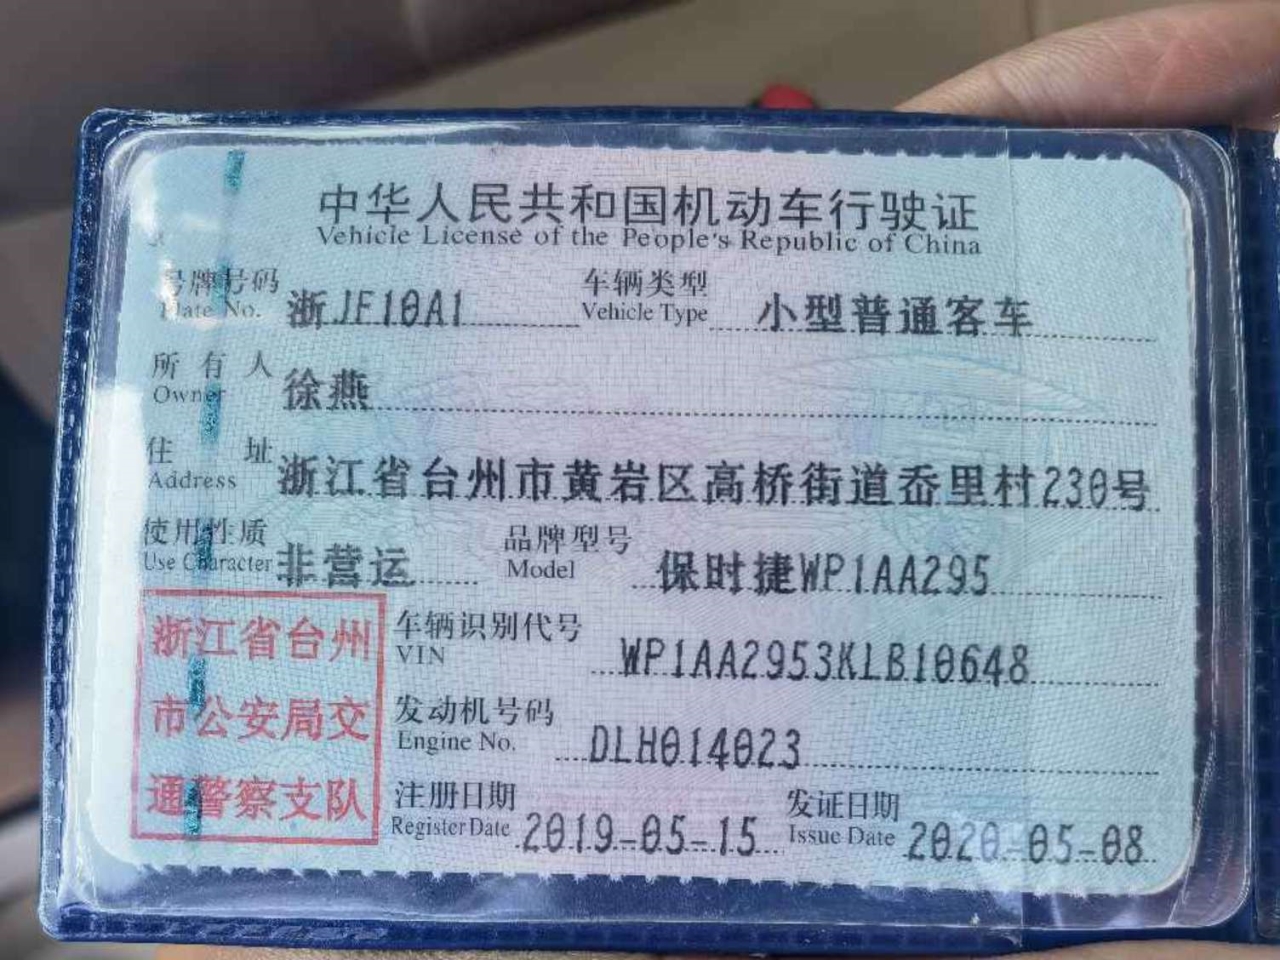 中华人民共和国机动车行驶证
Vehicle License of the People's Republic of China
号牌号码 浙JF10A1 车辆类型 小型普通客车
Plate No. Vehicle Type
所有人 徐燕
Owner
住址 浙江省台州市黄岩区高桥街道岙里村230号
Address
使用性质 非营运 品牌型号 保时捷WP1AA295
Use Character Model
车辆识别代号 WP1AA2953KLB10648
VIN
发动机号码 DLH014023
Engine No.
注册日期 2019-05-15 发证日期 2020-05-08
Register Date Issue Date
浙江省台州
市公安局交
通警察支队